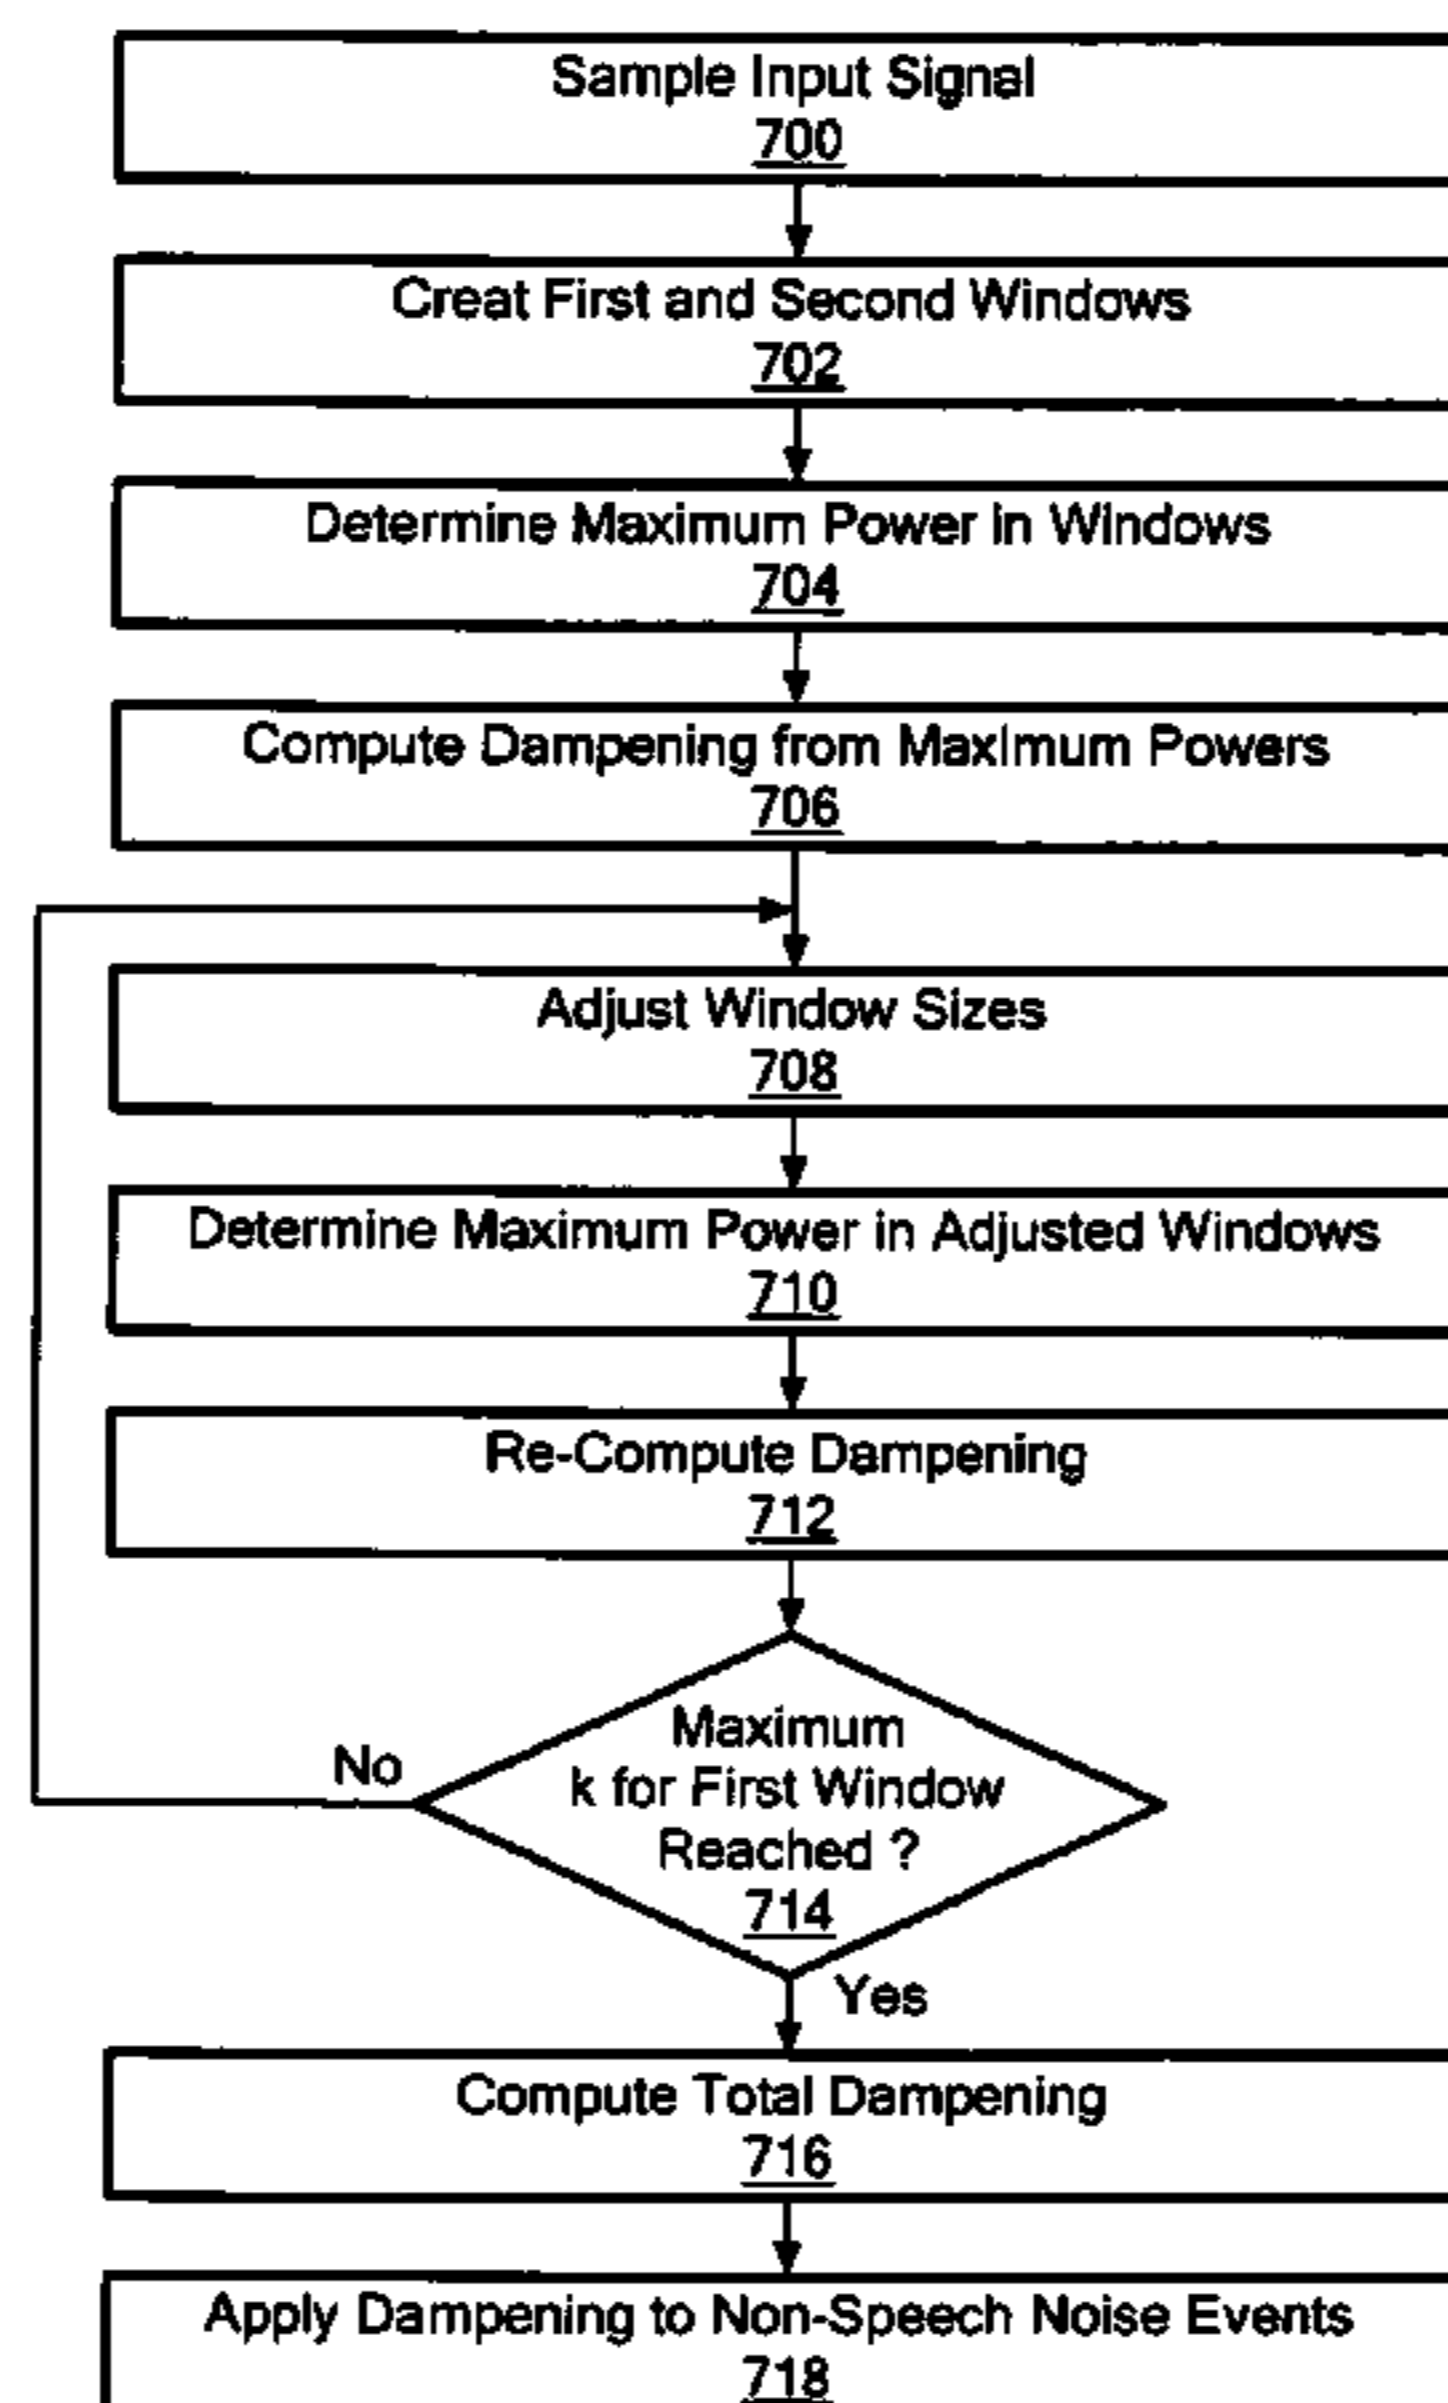 Sample Input Signal
700
Creat First and Second Windows
702
Determine Maximum Power in Windows
704
Compute Dampening from Maximum Powers
706
Adjust Window Sizes
708
Determine Maximum Power in Adjusted Windows
710
Re-Compute Dampening
712
Maximum
k for First Window
Reached ?
714
No
Yes
Compute Total Dampening
716
Apply Dampening to Non-Speech Noise Events
718